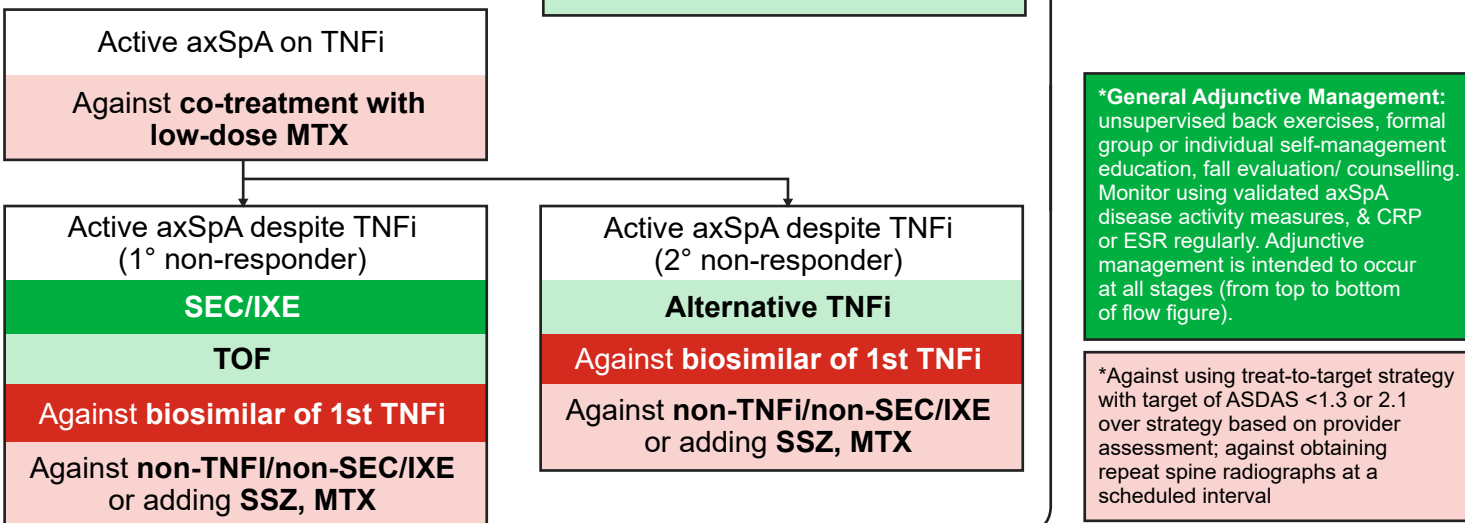 Active axSpA on TNFi
Against co-treatment with
low-dose MTX
Active axSpA despite TNFi
(1° non-responder)
SEC/IXE
TOF
Against biosimilar of 1st TNFi
Against non-TNFI/non-SEC/IXE
or adding SSZ, MTX
Active axSpA despite TNFi
(2° non-responder)
Alternative TNFi
Against biosimilar of 1st TNFi
Against non-TNFi/non-SEC/IXE
or adding SSZ, MTX
*General Adjunctive Management:
unsupervised back exercises, formal
group or individual self-management
education, fall evaluation/ counselling.
Monitor using validated axSpA
disease activity measures, & CRP
or ESR regularly. Adjunctive
management is intended to occur
at all stages (from top to bottom
of flow figure).
*Against using treat-to-target strategy
with target of ASDAS <1.3 or 2.1
over strategy based on provider
assessment; against obtaining
repeat spine radiographs at a
scheduled interval